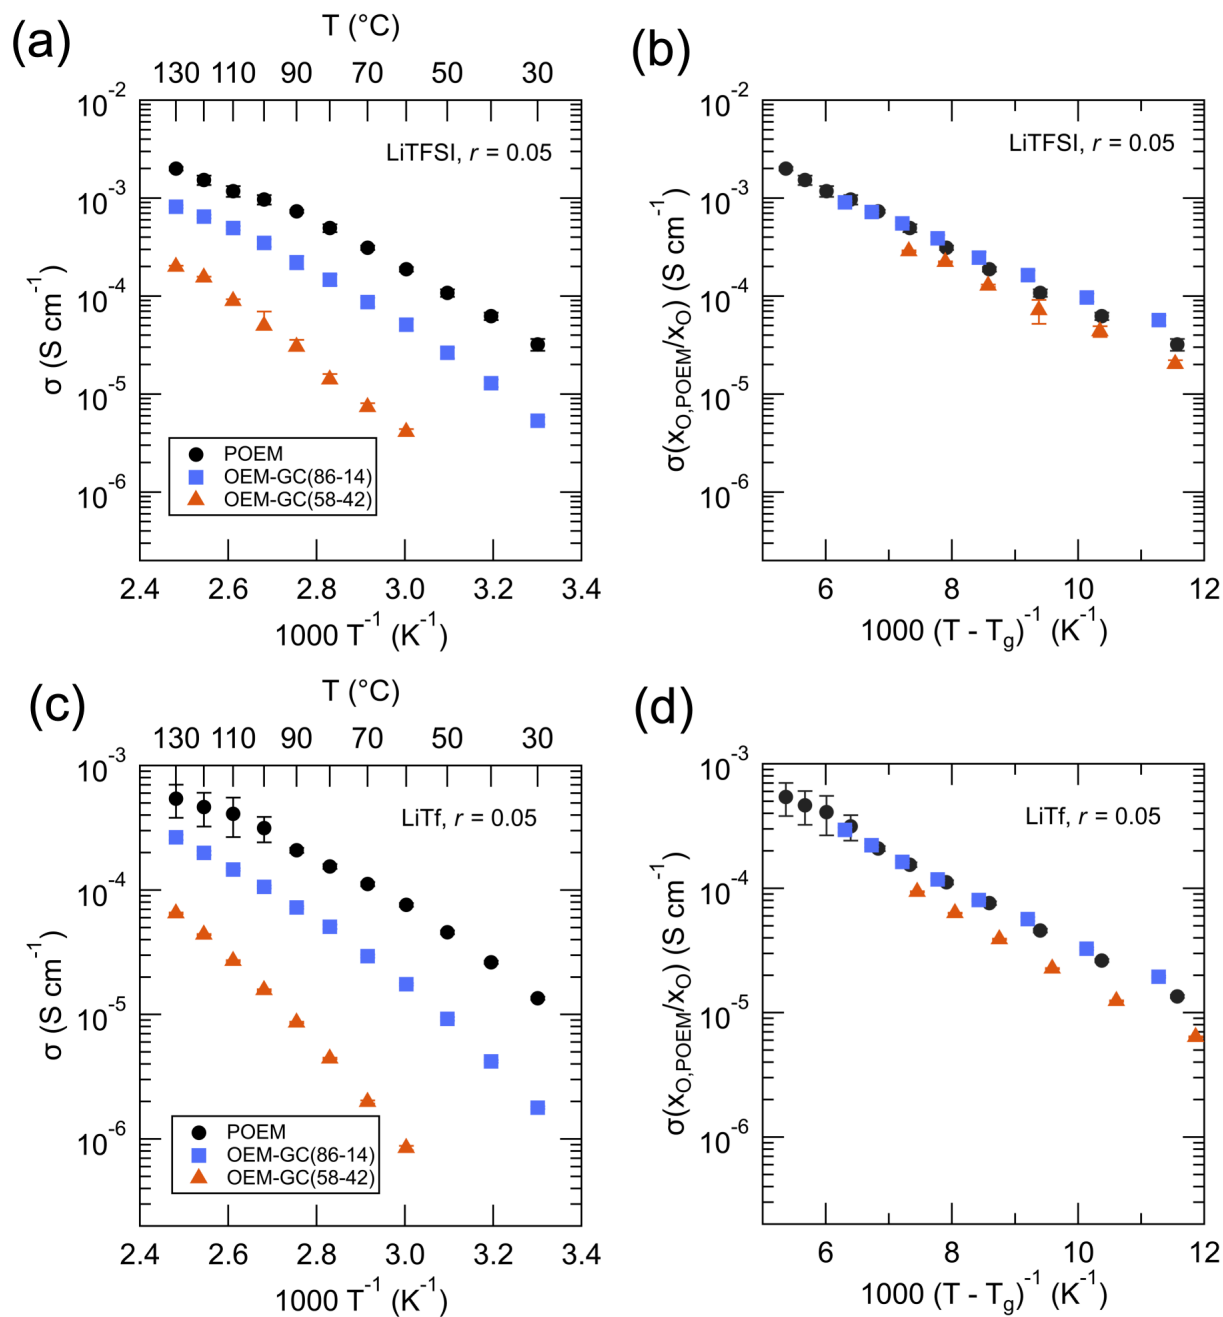 (a)
T (°C)
130 110 90 70 50 30
10-2
10-3
10-4
10-5
10-6
σ (S cm-1)
LiTFSI, r = 0.05
POEM
OEM-GC(86-14)
OEM-GC(58-42)
2.4 2.6 2.8 3.0 3.2 3.4
1000 T-1 (K-1)
(b)
10-2
10-3
10-4
10-5
10-6
σ(xO,POEM/xO) (S cm-1)
LiTFSI, r = 0.05
6 8 10 12
1000 (T - Tg)-1 (K-1)
(c)
T (°C)
130 110 90 70 50 30
10-3
10-4
10-5
10-6
σ (S cm-1)
LiTf, r = 0.05
POEM
OEM-GC(86-14)
OEM-GC(58-42)
2.4 2.6 2.8 3.0 3.2 3.4
1000 T-1 (K-1)
(d)
10-3
10-4
10-5
10-6
σ(xO,POEM/xO) (S cm-1)
LiTf, r = 0.05
6 8 10 12
1000 (T - Tg)-1 (K-1)